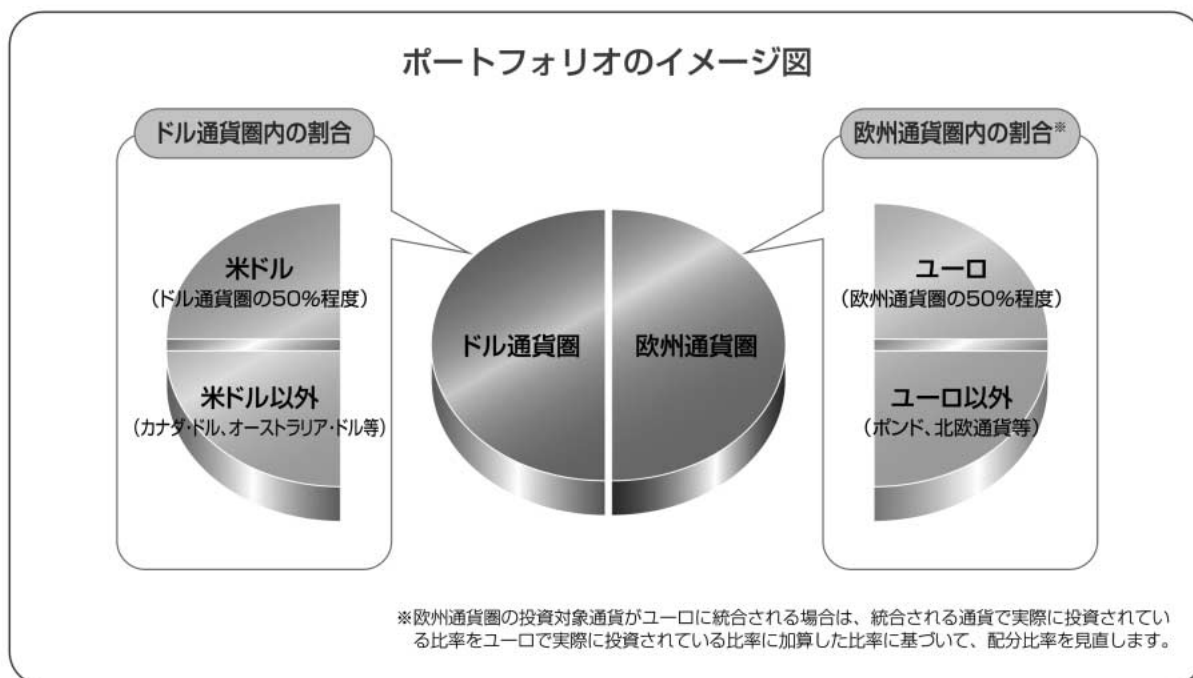 ポートフォリオのイメージ図
ドル通貨圏内の割合
米ドル
（ドル通貨圏の50％程度）
米ドル以外
（カナダ・ドル、オーストラリア・ドル等）
ドル通貨圏
欧州通貨圏
欧州通貨圏内の割合※
ユーロ
（欧州通貨圏の50％程度）
ユーロ以外
（ポンド、北欧通貨等）
※欧州通貨圏の投資対象通貨がユーロに統合される場合は、統合される通貨で実際に投資されてい
る比率をユーロで実際に投資されている比率に加算した比率に基づいて、配分比率を見直します。